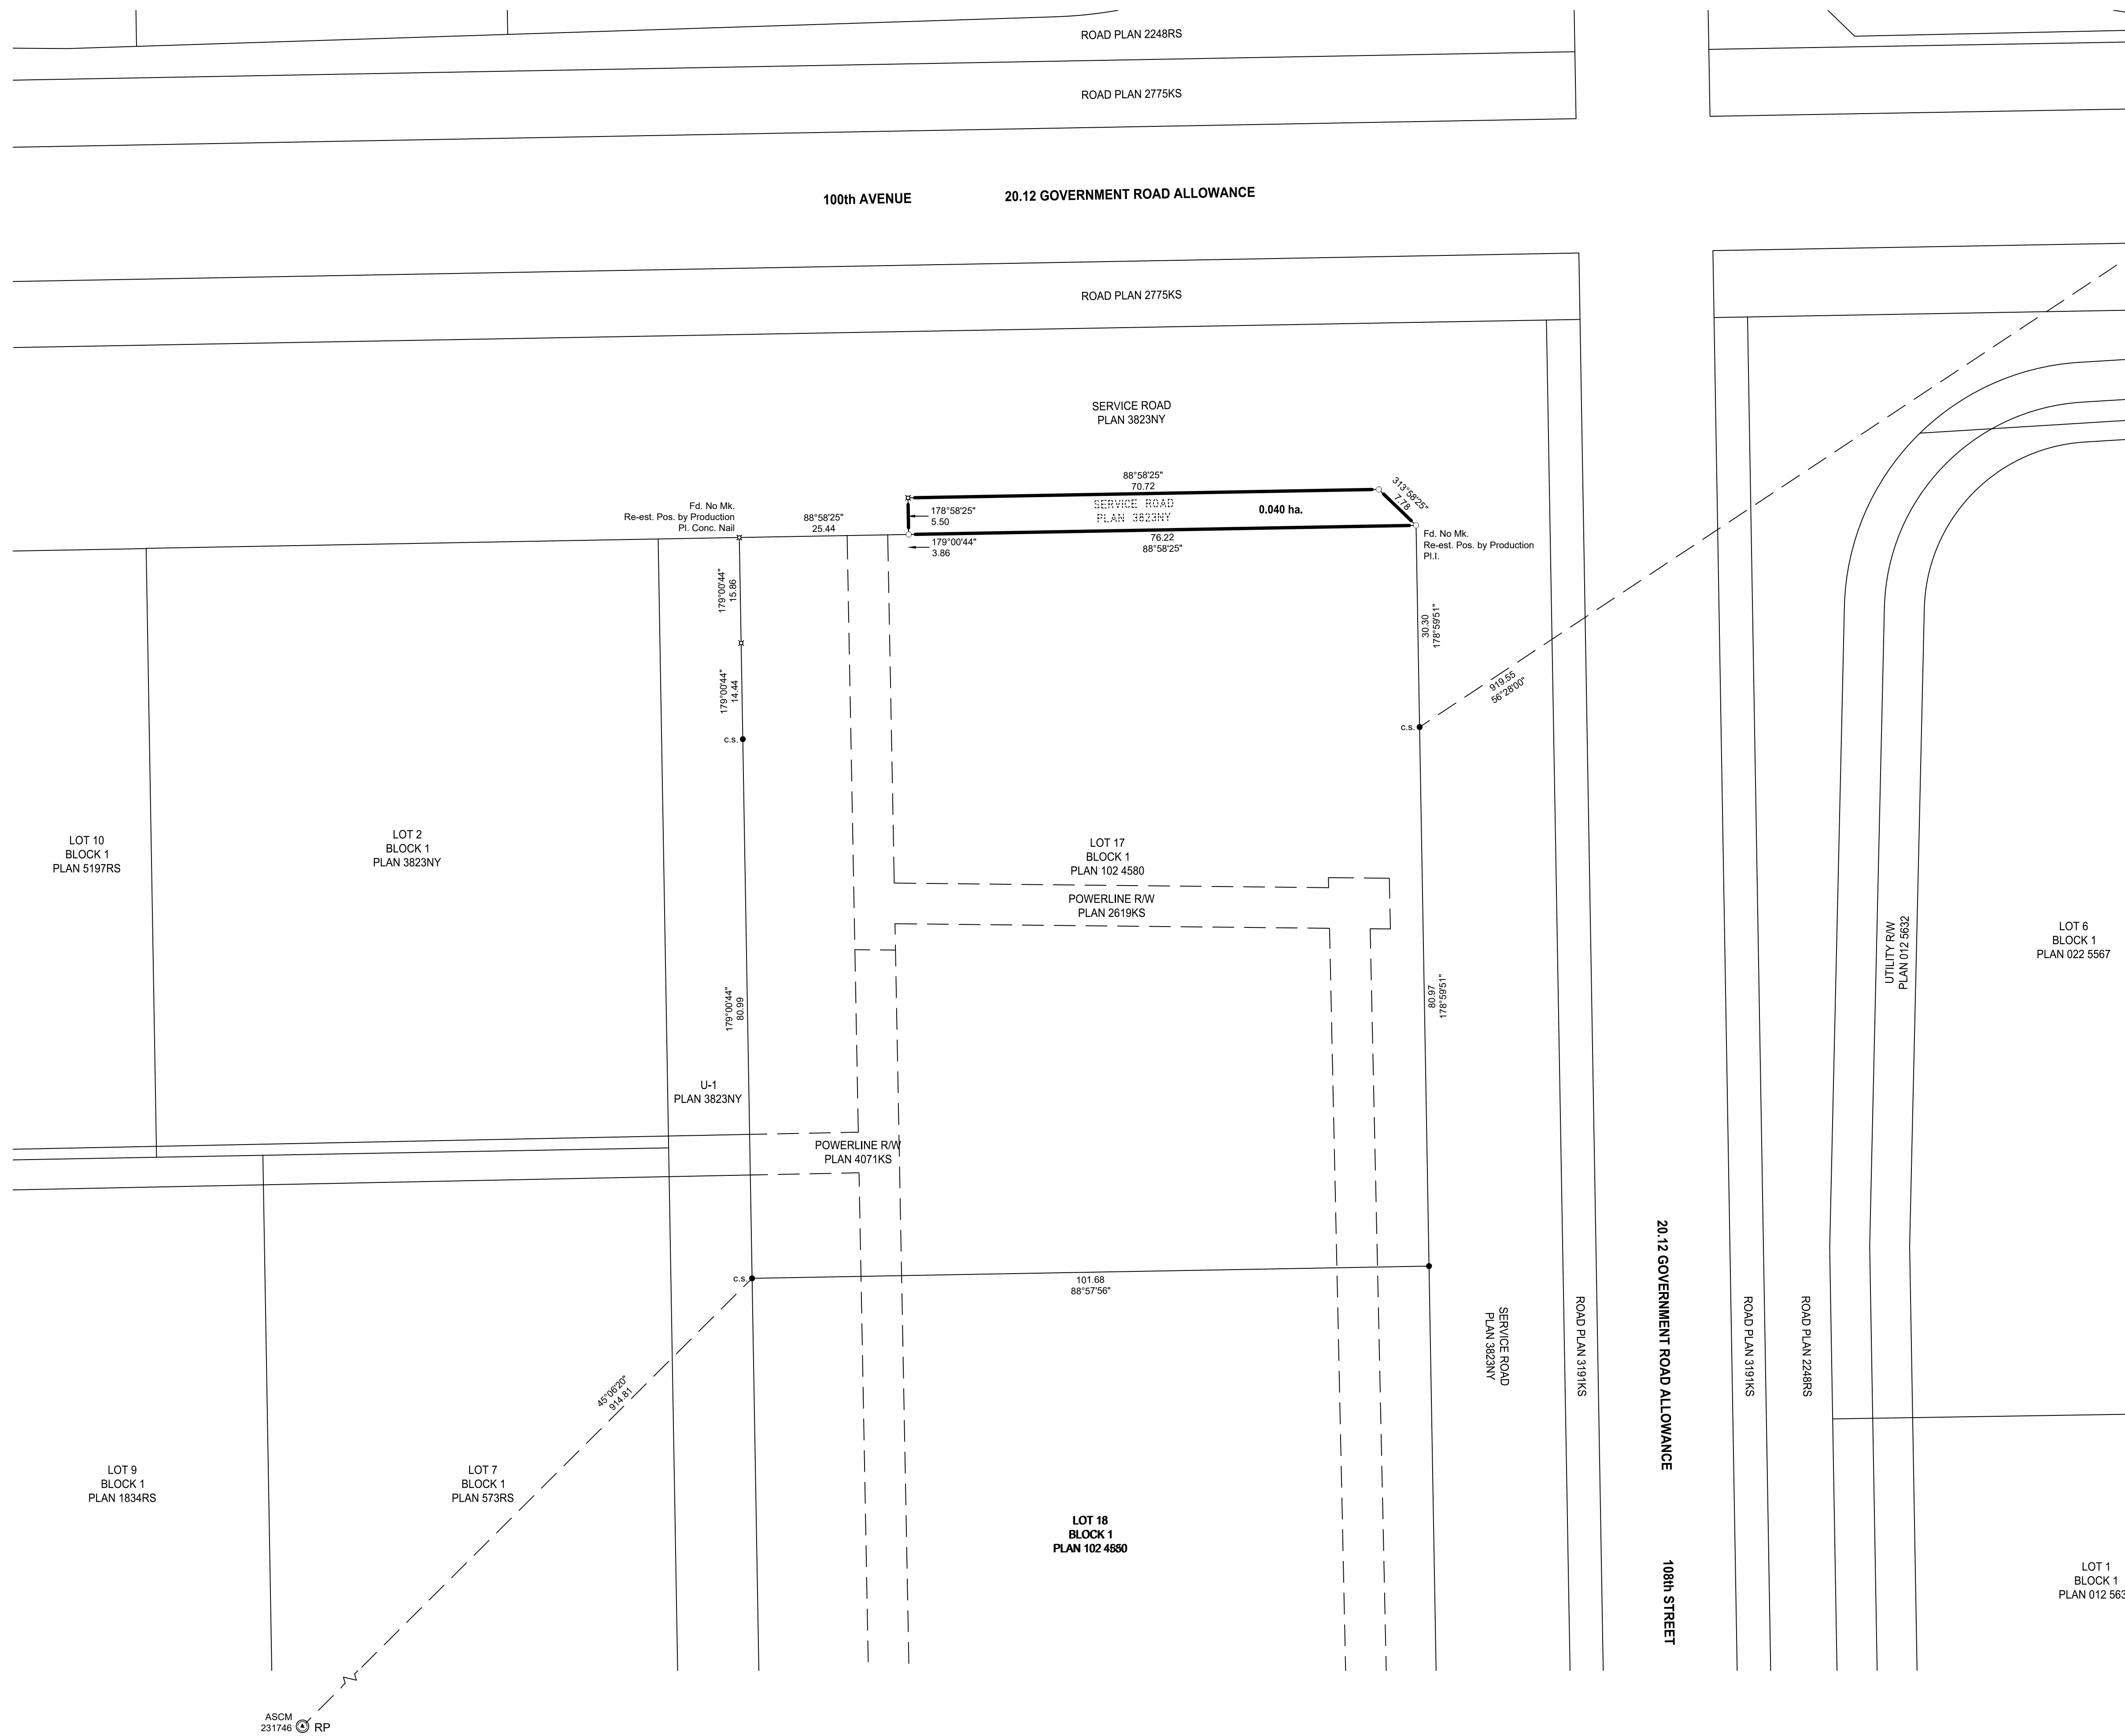 ROAD PLAN 2248RS
ROAD PLAN 2775KS
100th AVENUE 20.12 GOVERNMENT ROAD ALLOWANCE
ROAD PLAN 2775KS
SERVICE ROAD
PLAN 3823NY
88°58'25"
70.72
313°58'25"
7.78
SERVICE ROAD
PLAN 3823NY
0.040 ha.
Fd. No Mk.
Re-est. Pos. by Production
Pl. Conc. Nail
88°58'25"
25.44
178°58'25"
5.50
179°00'44"
3.86
76.22
88°58'25"
Fd. No Mk.
Re-est. Pos. by Production
Pl.I.
179°00'44"
15.86
30.30
178°59'51"
179°00'44"
14.44
919.55
56°28'00"
c.s.
c.s.
LOT 10
BLOCK 1
PLAN 5197RS
LOT 2
BLOCK 1
PLAN 3823NY
LOT 17
BLOCK 1
PLAN 102 4580
POWERLINE R/W
PLAN 2619KS
UTILITY R/W
PLAN 012 5632
LOT 6
BLOCK 1
PLAN 022 5567
179°00'44"
80.99
80.97
178°59'51"
U-1
PLAN 3823NY
POWERLINE R/W
PLAN 4071KS
c.s.
101.68
88°57'56"
SERVICE ROAD
PLAN 3823NY
ROAD PLAN 3191KS
20.12 GOVERNMENT ROAD ALLOWANCE
108th STREET
ROAD PLAN 3191KS
ROAD PLAN 2248RS
45°06'20"
914.81
LOT 9
BLOCK 1
PLAN 1834RS
LOT 7
BLOCK 1
PLAN 573RS
LOT 18
BLOCK 1
PLAN 102
LOT 1
BLOCK 1
PLAN 012 563
ASCM
231746 RP